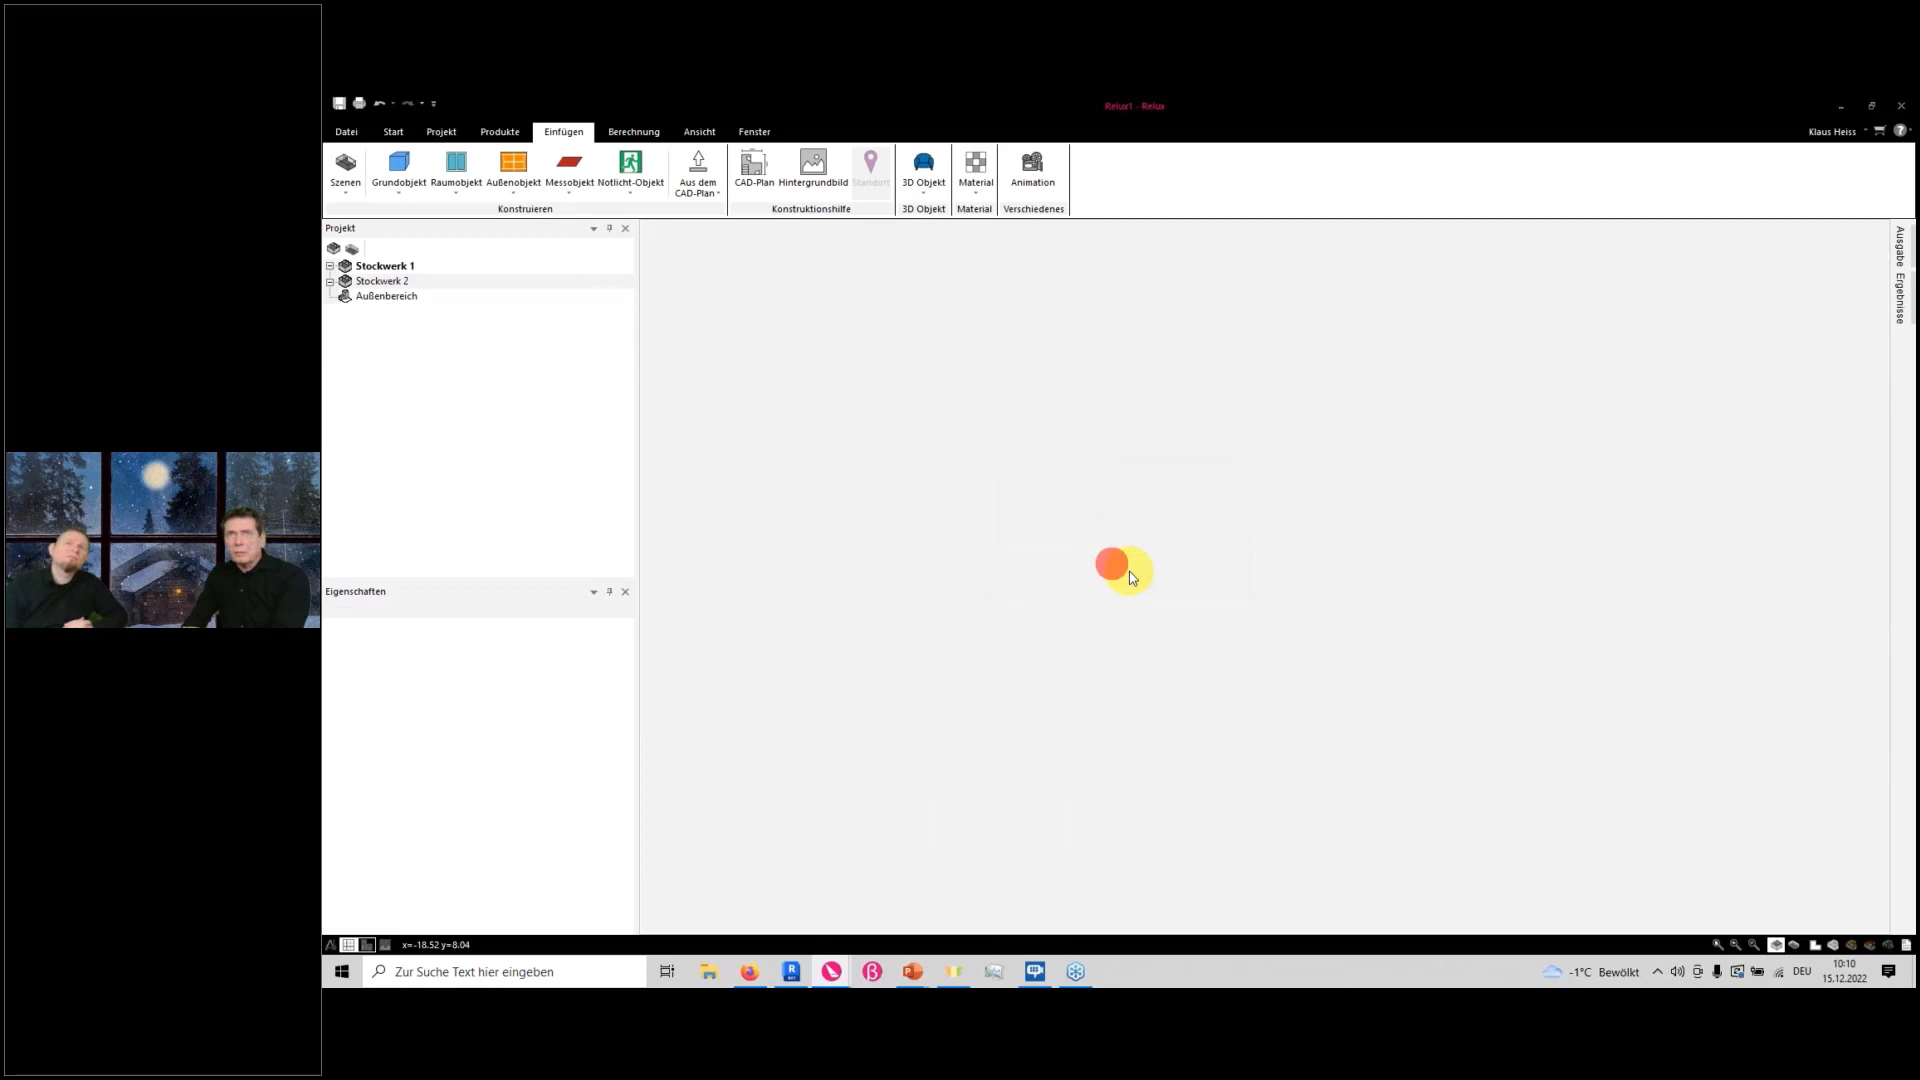 Relux1 - Relux
Datei Start Projekt Produkte Einfügen Berechnung Ansicht Fenster
Klaus Heiss
Szenen Grundobjekt Raumobjekt Außenobjekt Messobjekt Notlicht-Objekt Aus dem CAD-Plan CAD-Plan Hintergrundbild Standort 3D Objekt Material Animation
Konstruieren Konstruktionshilfe 3D Objekt Material Verschiedenes
Projekt
Stockwerk 1
Stockwerk 2
Außenbereich
Ausgabe
Ergebnisse
Eigenschaften
x=-18.52 y=8.04
Zur Suche Text hier eingeben
-1°C Bewölkt
DEU
10:10
15.12.2022